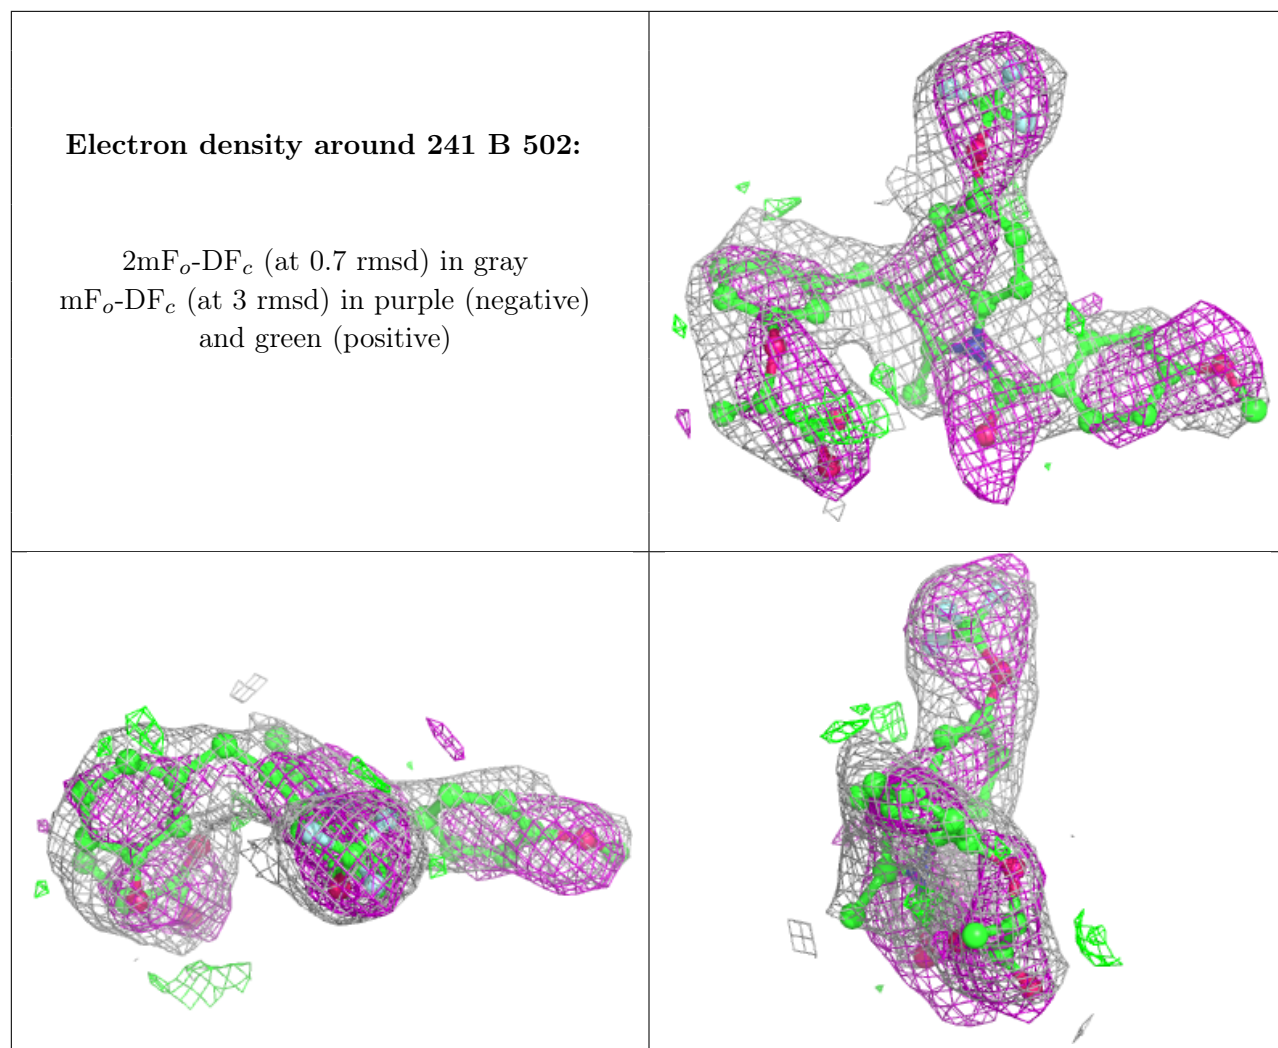 Electron density around 241 B 502:
2mFₒ-DF𝒸 (at 0.7 rmsd) in gray
mFₒ-DF𝒸 (at 3 rmsd) in purple (negative)
and green (positive)